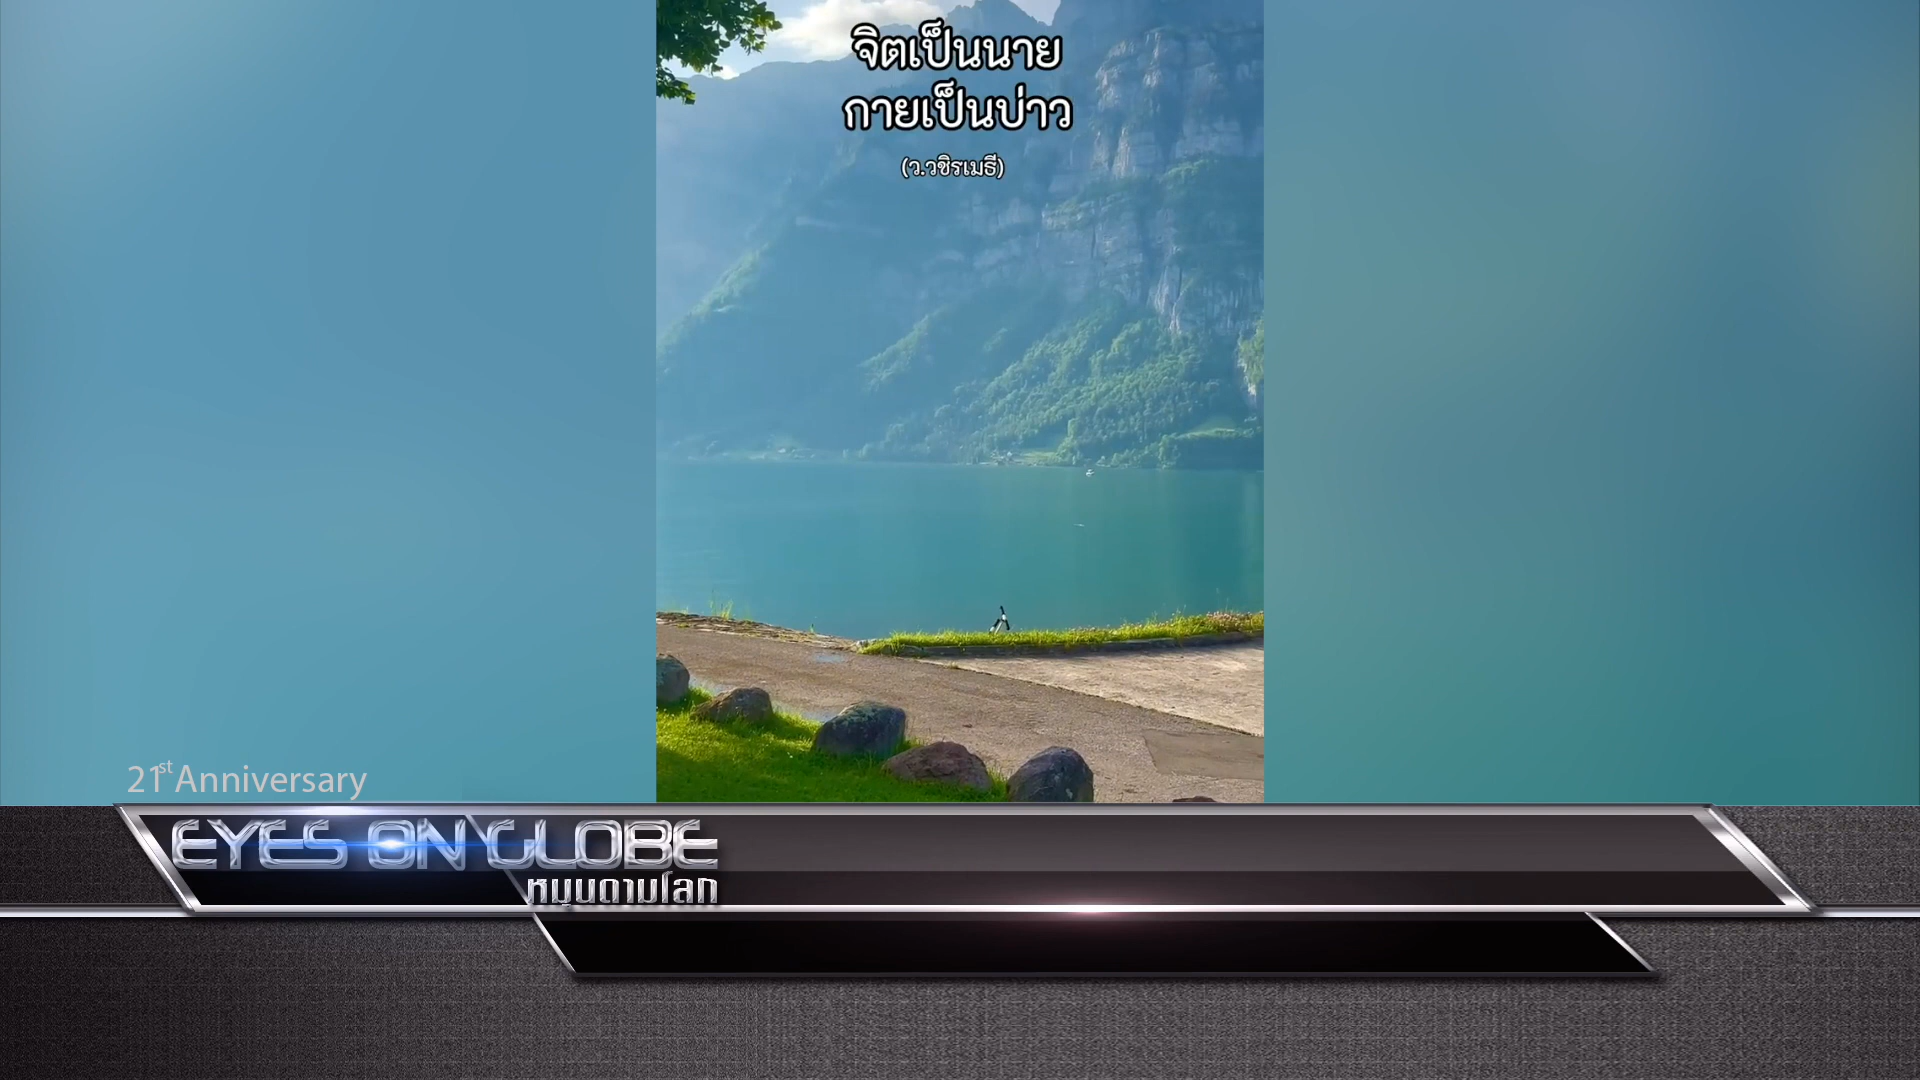 จิตเป็นนาย
กายเป็นบ่าว
(ว.วชิรเมธี)
21st Anniversary
EYES ON GLOBE
หมุนตามโลก